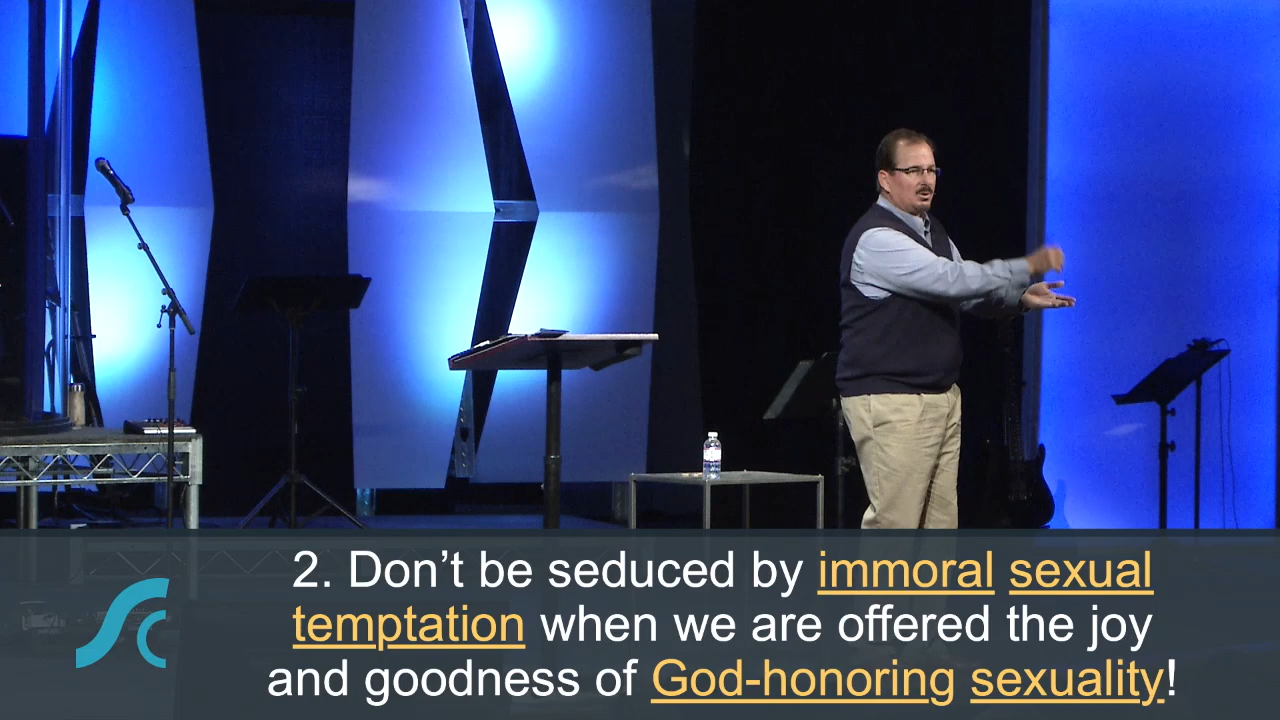 2. Don’t be seduced by immoral sexual
temptation when we are offered the joy
and goodness of God-honoring sexuality!